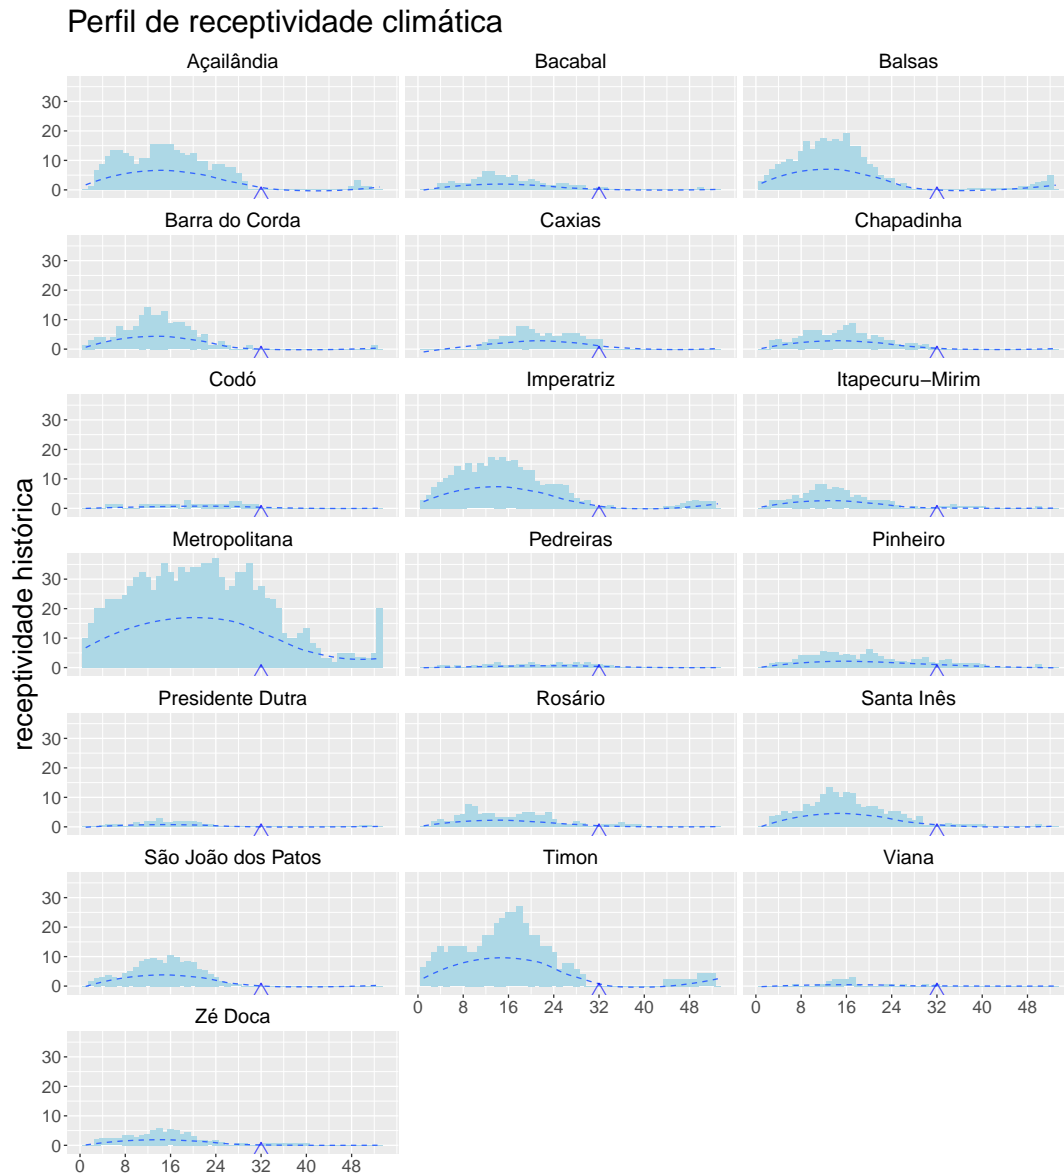 Perfil de receptividade climática
Açailândia Bacabal Balsas
30
20
10
0
Barra do Corda Caxias Chapadinha
30
20
10
0
Codó Imperatriz Itapecuru−Mirim
30
20
10
0
receptividade histórica
Metropolitana Pedreiras Pinheiro
30
20
10
0
Presidente Dutra Rosário Santa Inês
30
20
10
0
São João dos Patos Timon Viana
30
20
10
0
0 8 16 24 32 40 48 0 8 16 24 32 40 48
Zé Doca
30
20
10
0
0 8 16 24 32 40 48